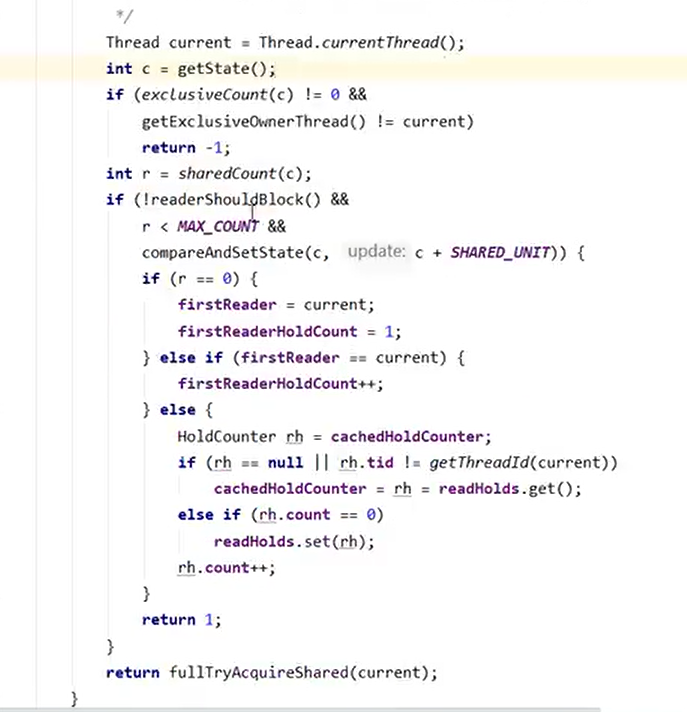 */
Thread current = Thread.currentThread();
int c = getState();
if (exclusiveCount(c) != 0 &&
getExclusiveOwnerThread() != current)
return -1;
int r = sharedCount(c);
if (!readerShouldBlock() &&
r < MAX_COUNT &&
compareAndSetState(c, update: c + SHARED_UNIT)) {
if (r == 0) {
firstReader = current;
firstReaderHoldCount = 1;
} else if (firstReader == current) {
firstReaderHoldCount++;
} else {
HoldCounter rh = cachedHoldCounter;
if (rh == null || rh.tid != getThreadId(current))
cachedHoldCounter = rh = readHolds.get();
else if (rh.count == 0)
readHolds.set(rh);
rh.count++;
}
return 1;
}
return fullTryAcquireShared(current);
}